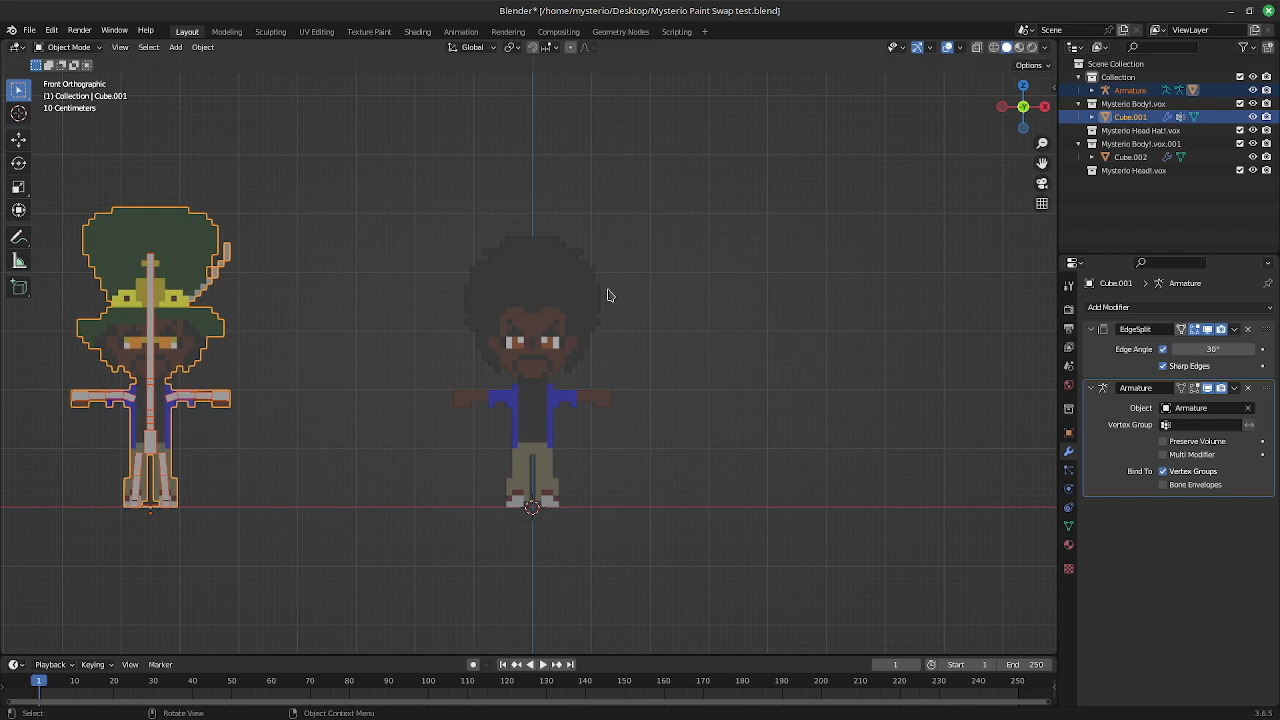 Blender* [/home/mysterio/Desktop/Mysterio Paint Swap test.blend]
File Edit Render Window Help Layout Modeling Sculpting UV Editing Texture Paint Shading Animation Rendering Compositing Geometry Nodes Scripting + Scene ViewLayer
Object Mode View Select Add Object Global
Options
Front Orthographic
(1) Collection | Cube.001
10 Centimeters
Z
X
Y
Scene Collection
Collection
Armature
Mysterio Body!.vox
Cube.001
Mysterio Head Hat!.vox
Mysterio Body!.vox.001
Cube.002
Mysterio Head!.vox
Cube.001 > Armature
Add Modifier
EdgeSplit
Edge Angle 30°
Sharp Edges
Armature
Object Armature
Vertex Group
Preserve Volume
Multi Modifier
Bind To Vertex Groups
Bone Envelopes
Playback Keying View Marker 1 Start 1 End 250
1 10 20 30 40 50 60 70 80 90 100 110 120 130 140 150 160 170 180 190 200 210 220 230 240 250
Select Rotate View Object Context Menu 3.6.5